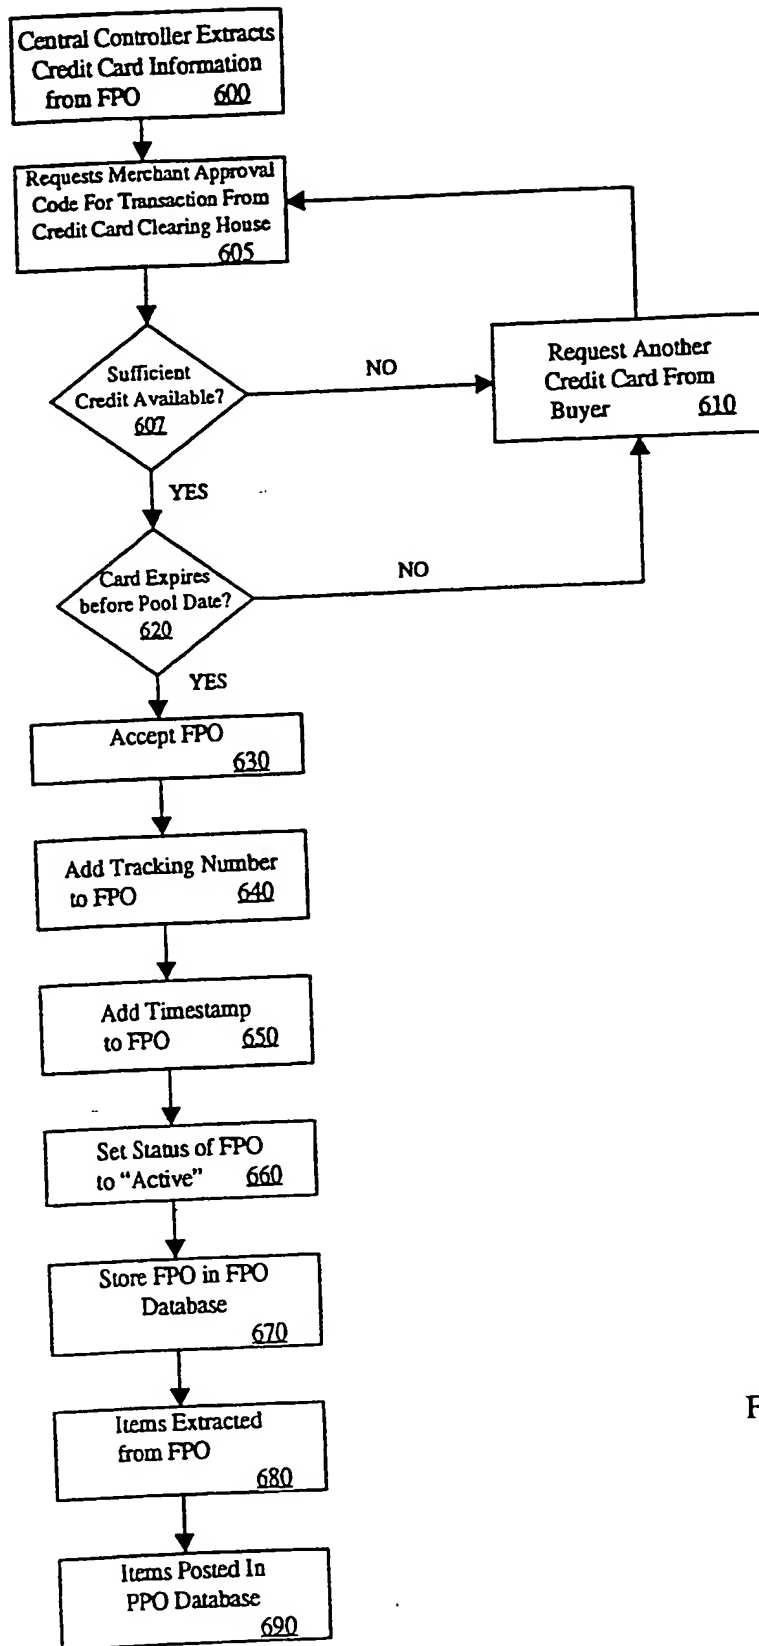 Central Controller Extracts
Credit Card Information
from FPO 600
Requests Merchant Approval
Code For Transaction From
Credit Card Clearing House
605
Sufficient
Credit Available?
607
NO
Request Another
Credit Card From
Buyer 610
YES
Card Expires
before Pool Date?
620
NO
YES
Accept FPO
630
Add Tracking Number
to FPO 640
Add Timestamp
to FPO 650
Set Status of FPO
to “Active” 660
Store FPO in FPO
Database
670
Items Extracted
from FPO
680
F
Items Posted In
PPO Database
690